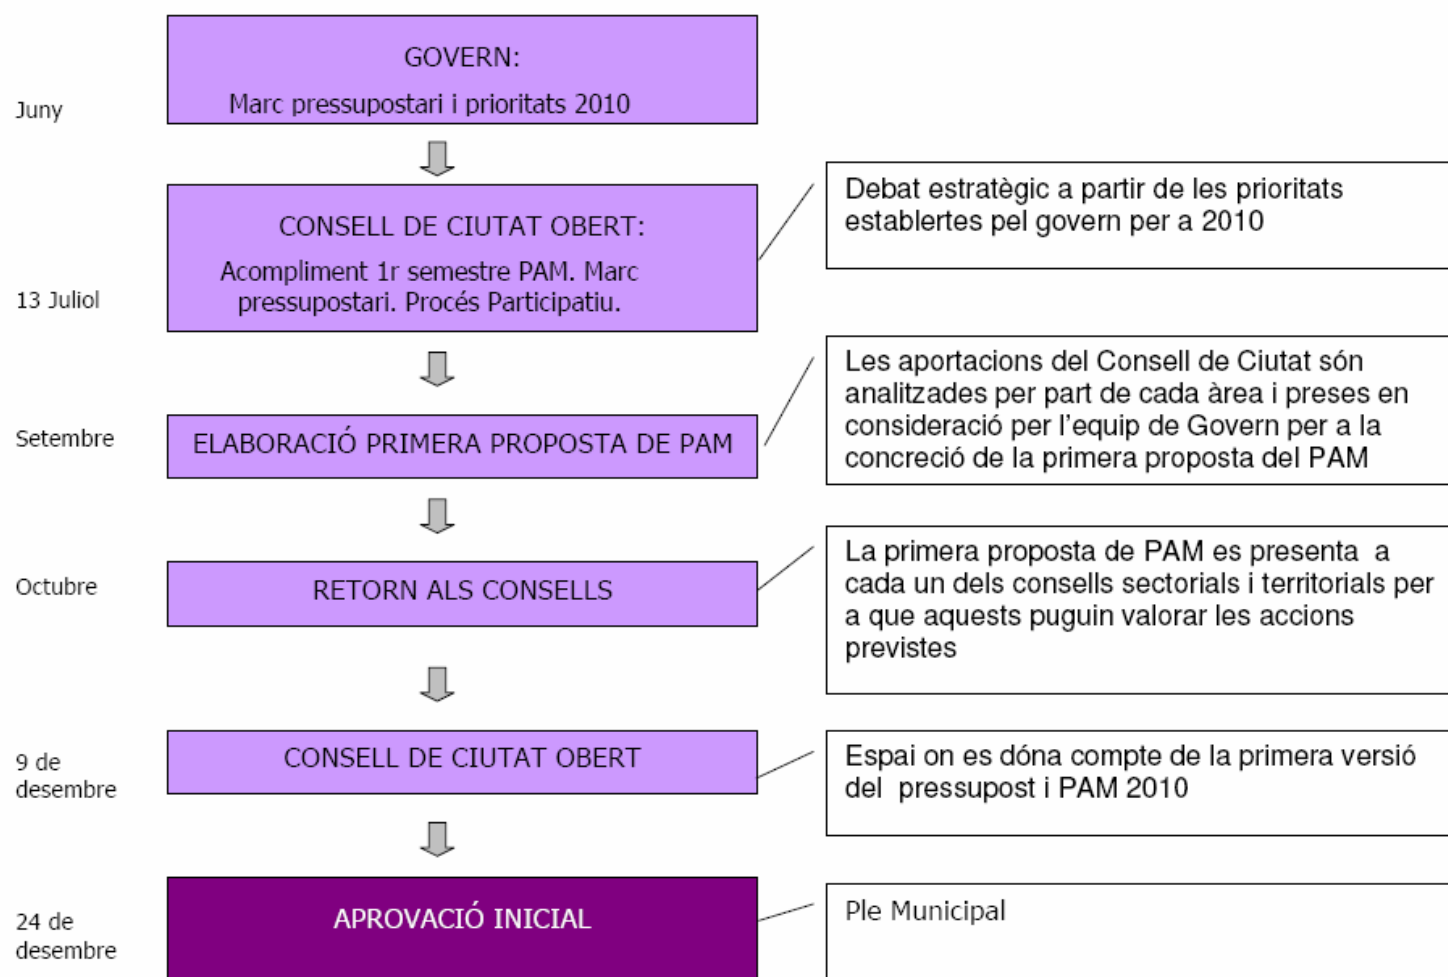 GOVERN:
Juny
Marc pressupostari i prioritats 2010
CONSELL DE CIUTAT OBERT:
Acompliment 1r semestre PAM. Marc
pressupostari. Procés Participatiu.
13 Juliol
Debat estratègic a partir de les prioritats
establertes pel govern per a 2010
Setembre
ELABORACIÓ PRIMERA PROPOSTA DE PAM
Les aportacions del Consell de Ciutat són
analitzades per part de cada àrea i preses en
consideració per l'equip de Govern per a la
concreció de la primera proposta del PAM
Octubre
RETORN ALS CONSELLS
La primera proposta de PAM es presenta a
cada un dels consells sectorials i territorials per
a que aquests puguin valorar les accions
previstes
9 de
desembre
CONSELL DE CIUTAT OBERT
Espai on es dóna compte de la primera versió
del pressupost i PAM 2010
24 de
desembre
APROVACIÓ INICIAL
Ple Municipal